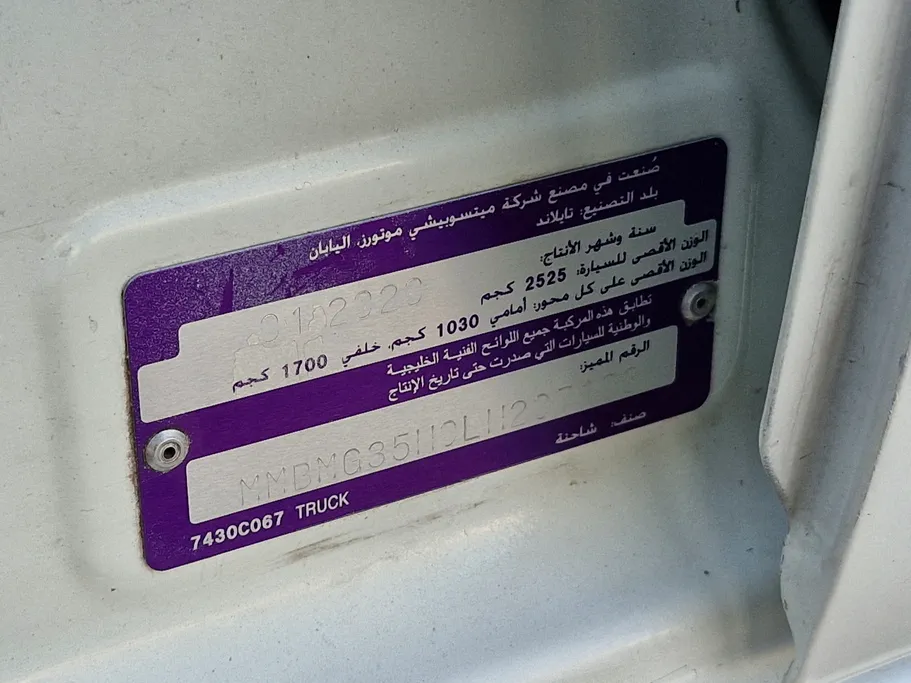 صُنعت في مصنع شركة ميتسوبيشي موتورز، اليابان
بلد التصنيع: تايلاند
سنة وشهر الأنتاج:
2020
الوزن الأقصى للسيارة: 2525 كجم
الوزن الأقصى على كل محور: أمامي 1030 كجم، خلفي 1700 كجم
تطابق هذه المركبة جميع اللوائح الفنية الخليجية
والوطنية للسيارات التي صدرت حتى تاريخ الإنتاج
الرقم المميز:
صنف: شاحنة
7430C067 TRUCK